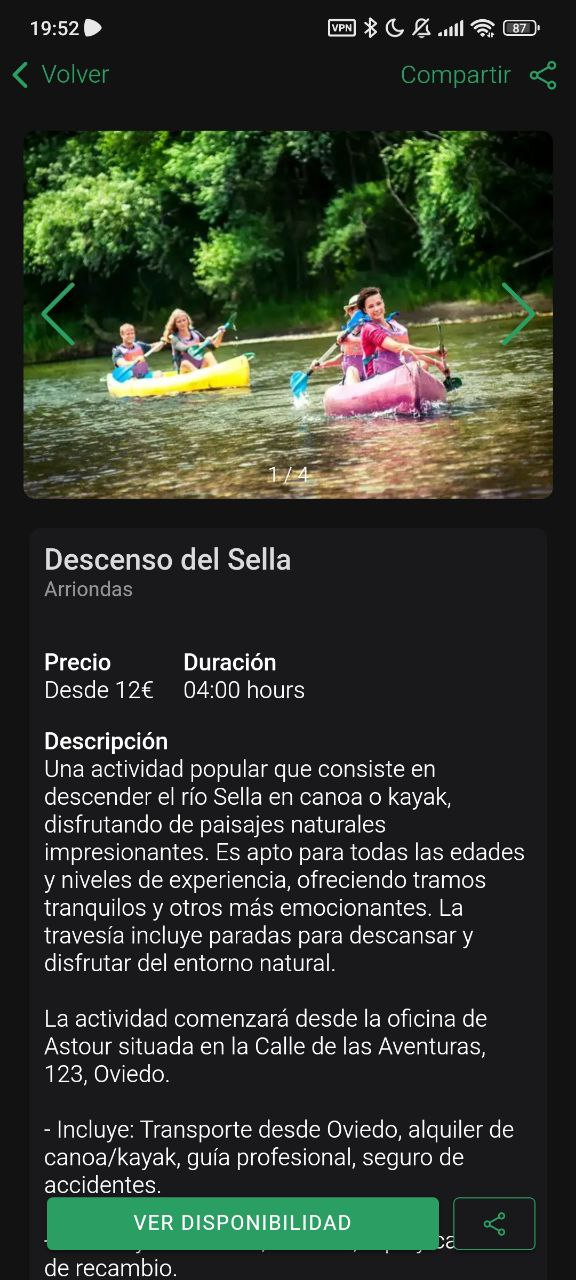 19:52
VPN
87
Volver
Compartir
1 / 4
Descenso del Sella
Arriondas
Precio
Duración
Desde 12€
04:00 hours
Descripción
Una actividad popular que consiste en
descender el río Sella en canoa o kayak,
disfrutando de paisajes naturales
impresionantes. Es apto para todas las edades
y niveles de experiencia, ofreciendo tramos
tranquilos y otros más emocionantes. La
travesía incluye paradas para descansar y
disfrutar del entorno natural.
La actividad comenzará desde la oficina de
Astour situada en la Calle de las Aventuras,
123, Oviedo.
- Incluye: Transporte desde Oviedo, alquiler de
canoa/kayak, guía profesional, seguro de
accidentes.
VER DISPONIBILIDAD
de recambio.